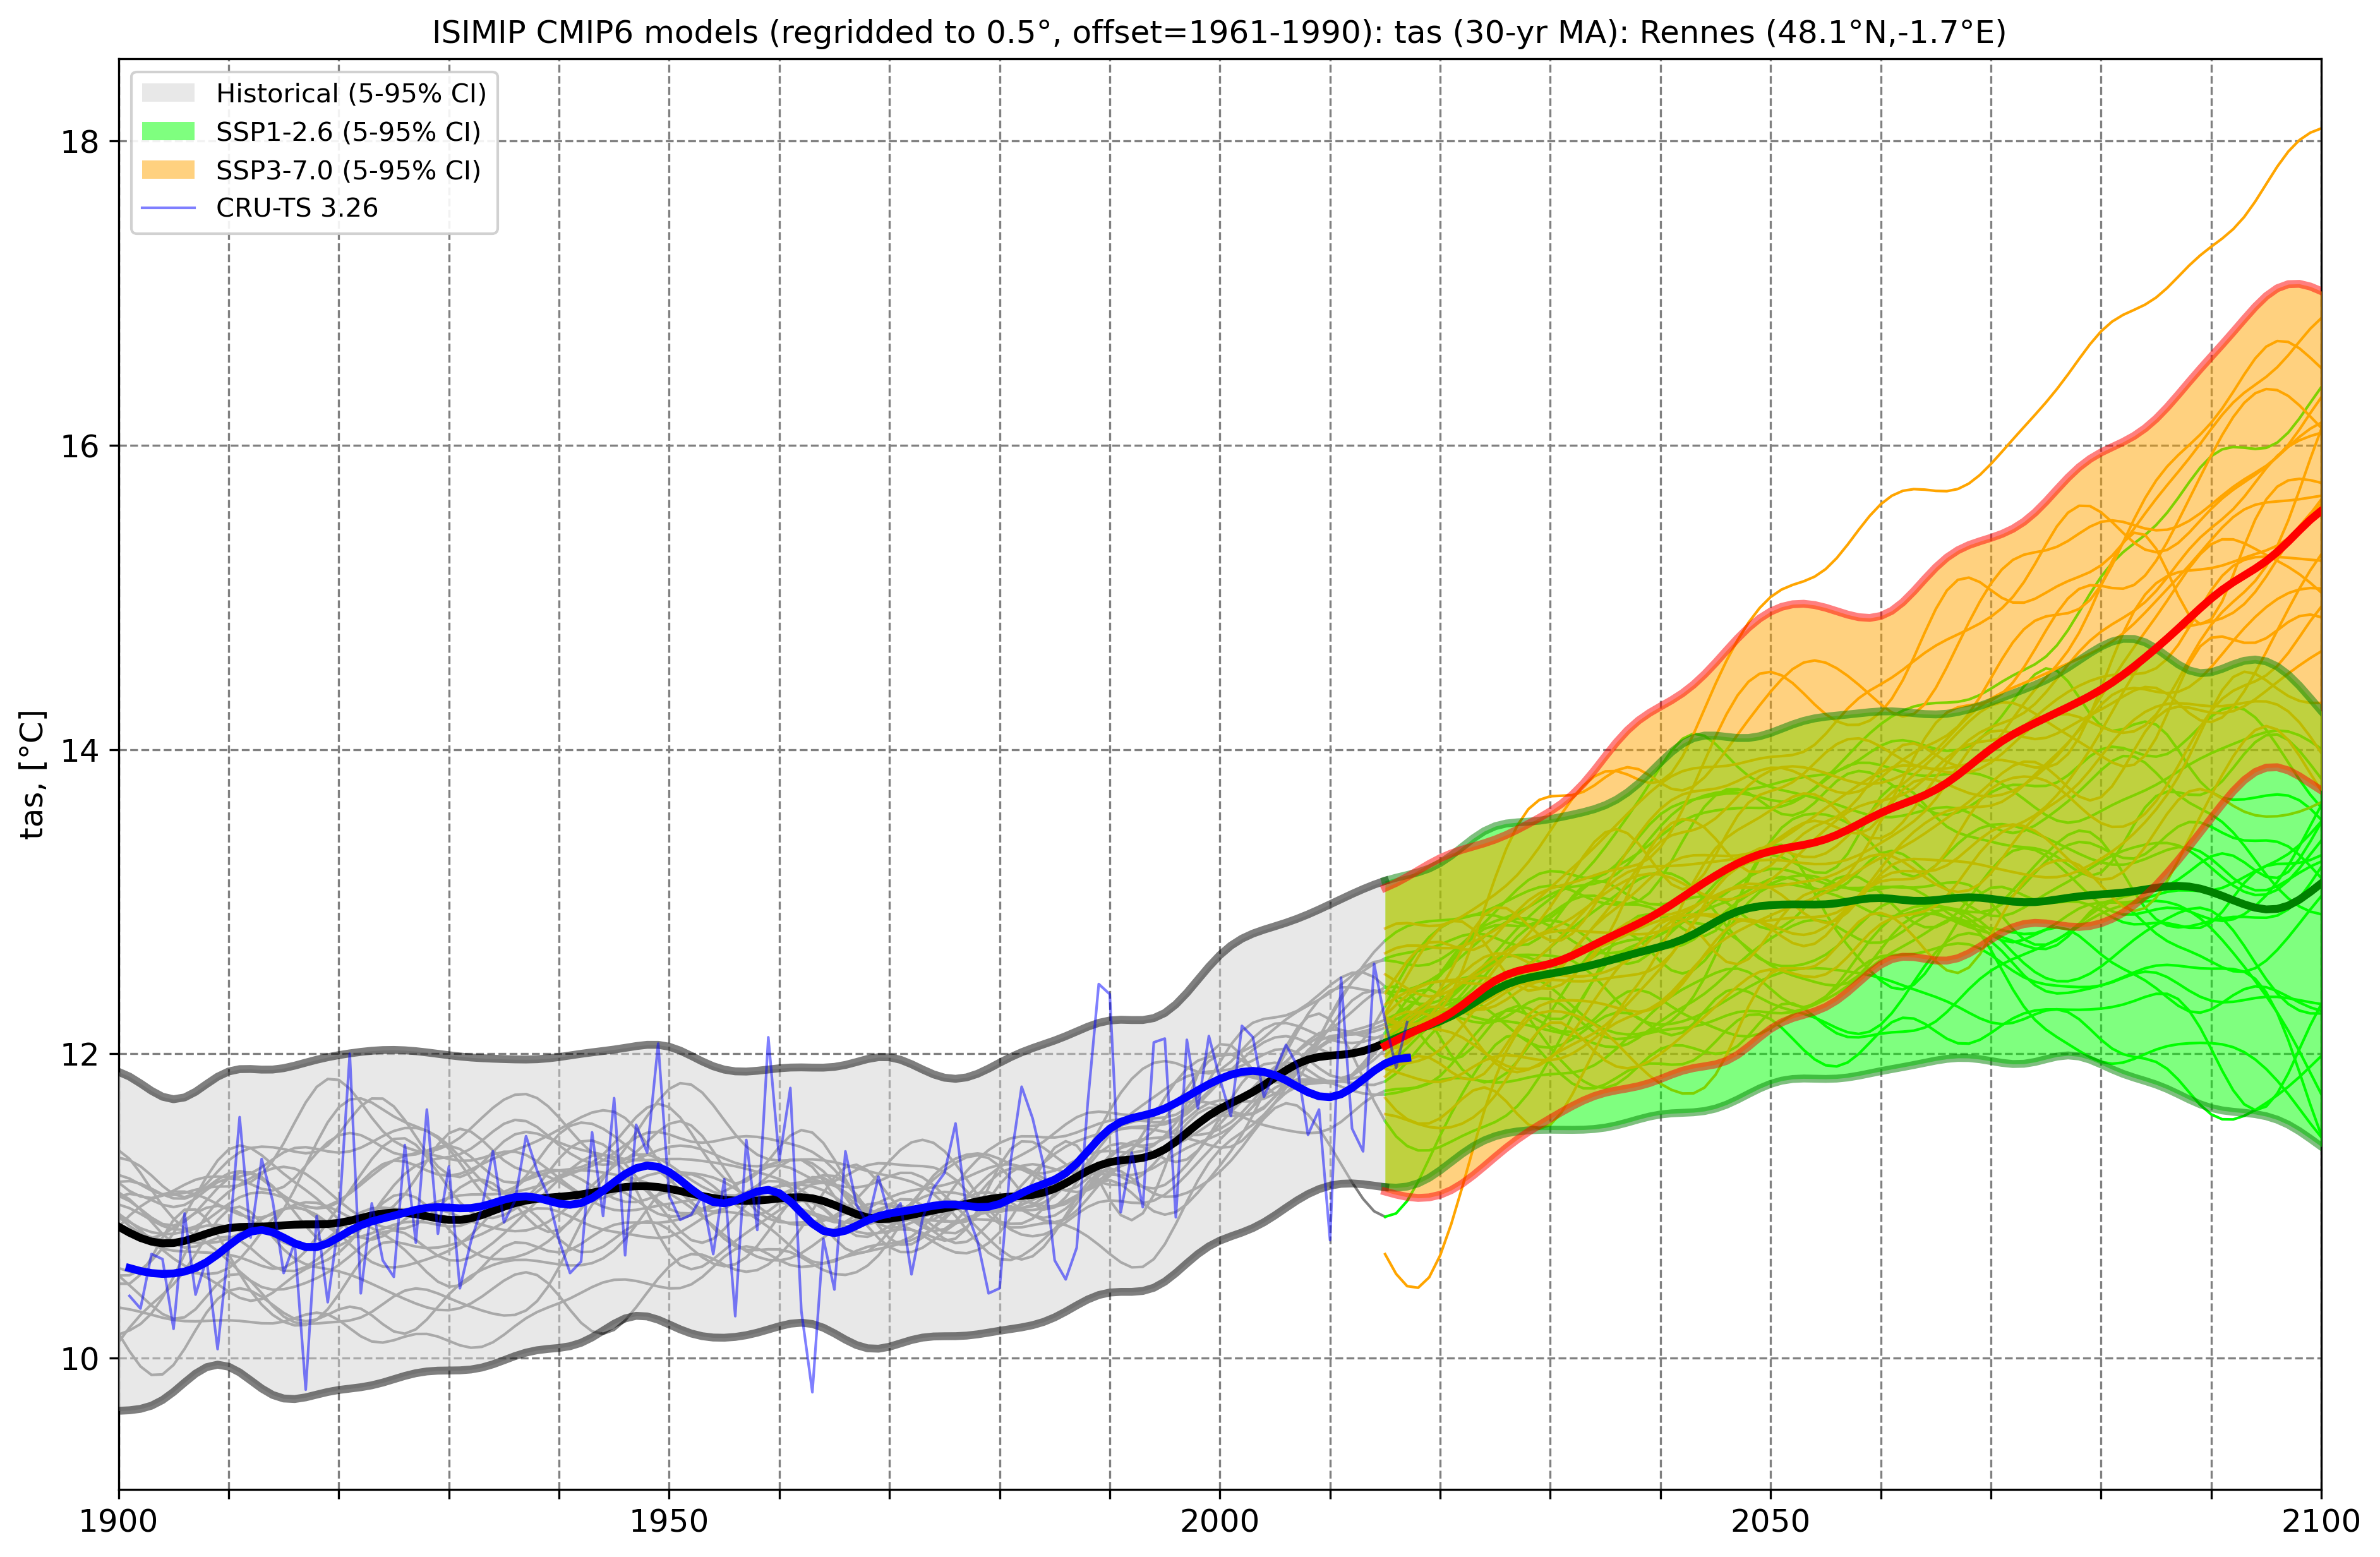 ISIMIP CMIP6 models (regridded to 0.5°, offset=1961-1990): tas (30-yr MA): Rennes (48.1°N,-1.7°E)
Historical (5-95% CI)
SSP1-2.6 (5-95% CI)
SSP3-7.0 (5-95% CI)
CRU-TS 3.26
tas, [°C]
18
16
14
12
10
1900
1950
2000
2050
2100